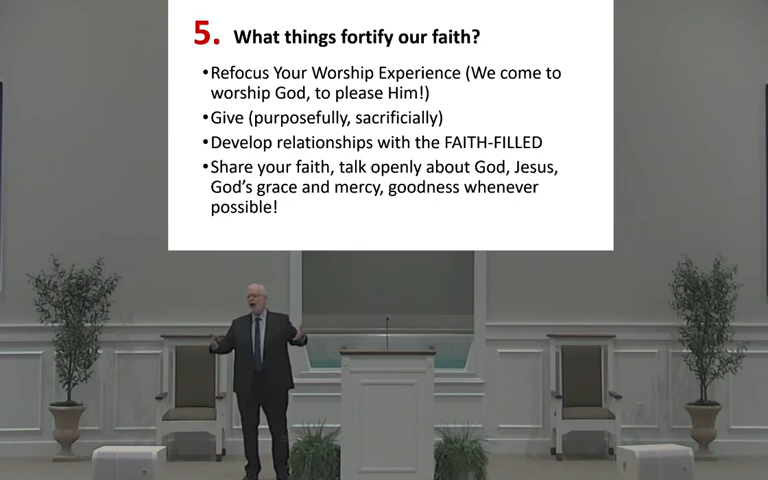 5. What things fortify our faith?
•Refocus Your Worship Experience (We come to
worship God, to please Him!)
•Give (purposefully, sacrificially)
•Develop relationships with the FAITH-FILLED
•Share your faith, talk openly about God, Jesus,
God's grace and mercy, goodness whenever
possible!